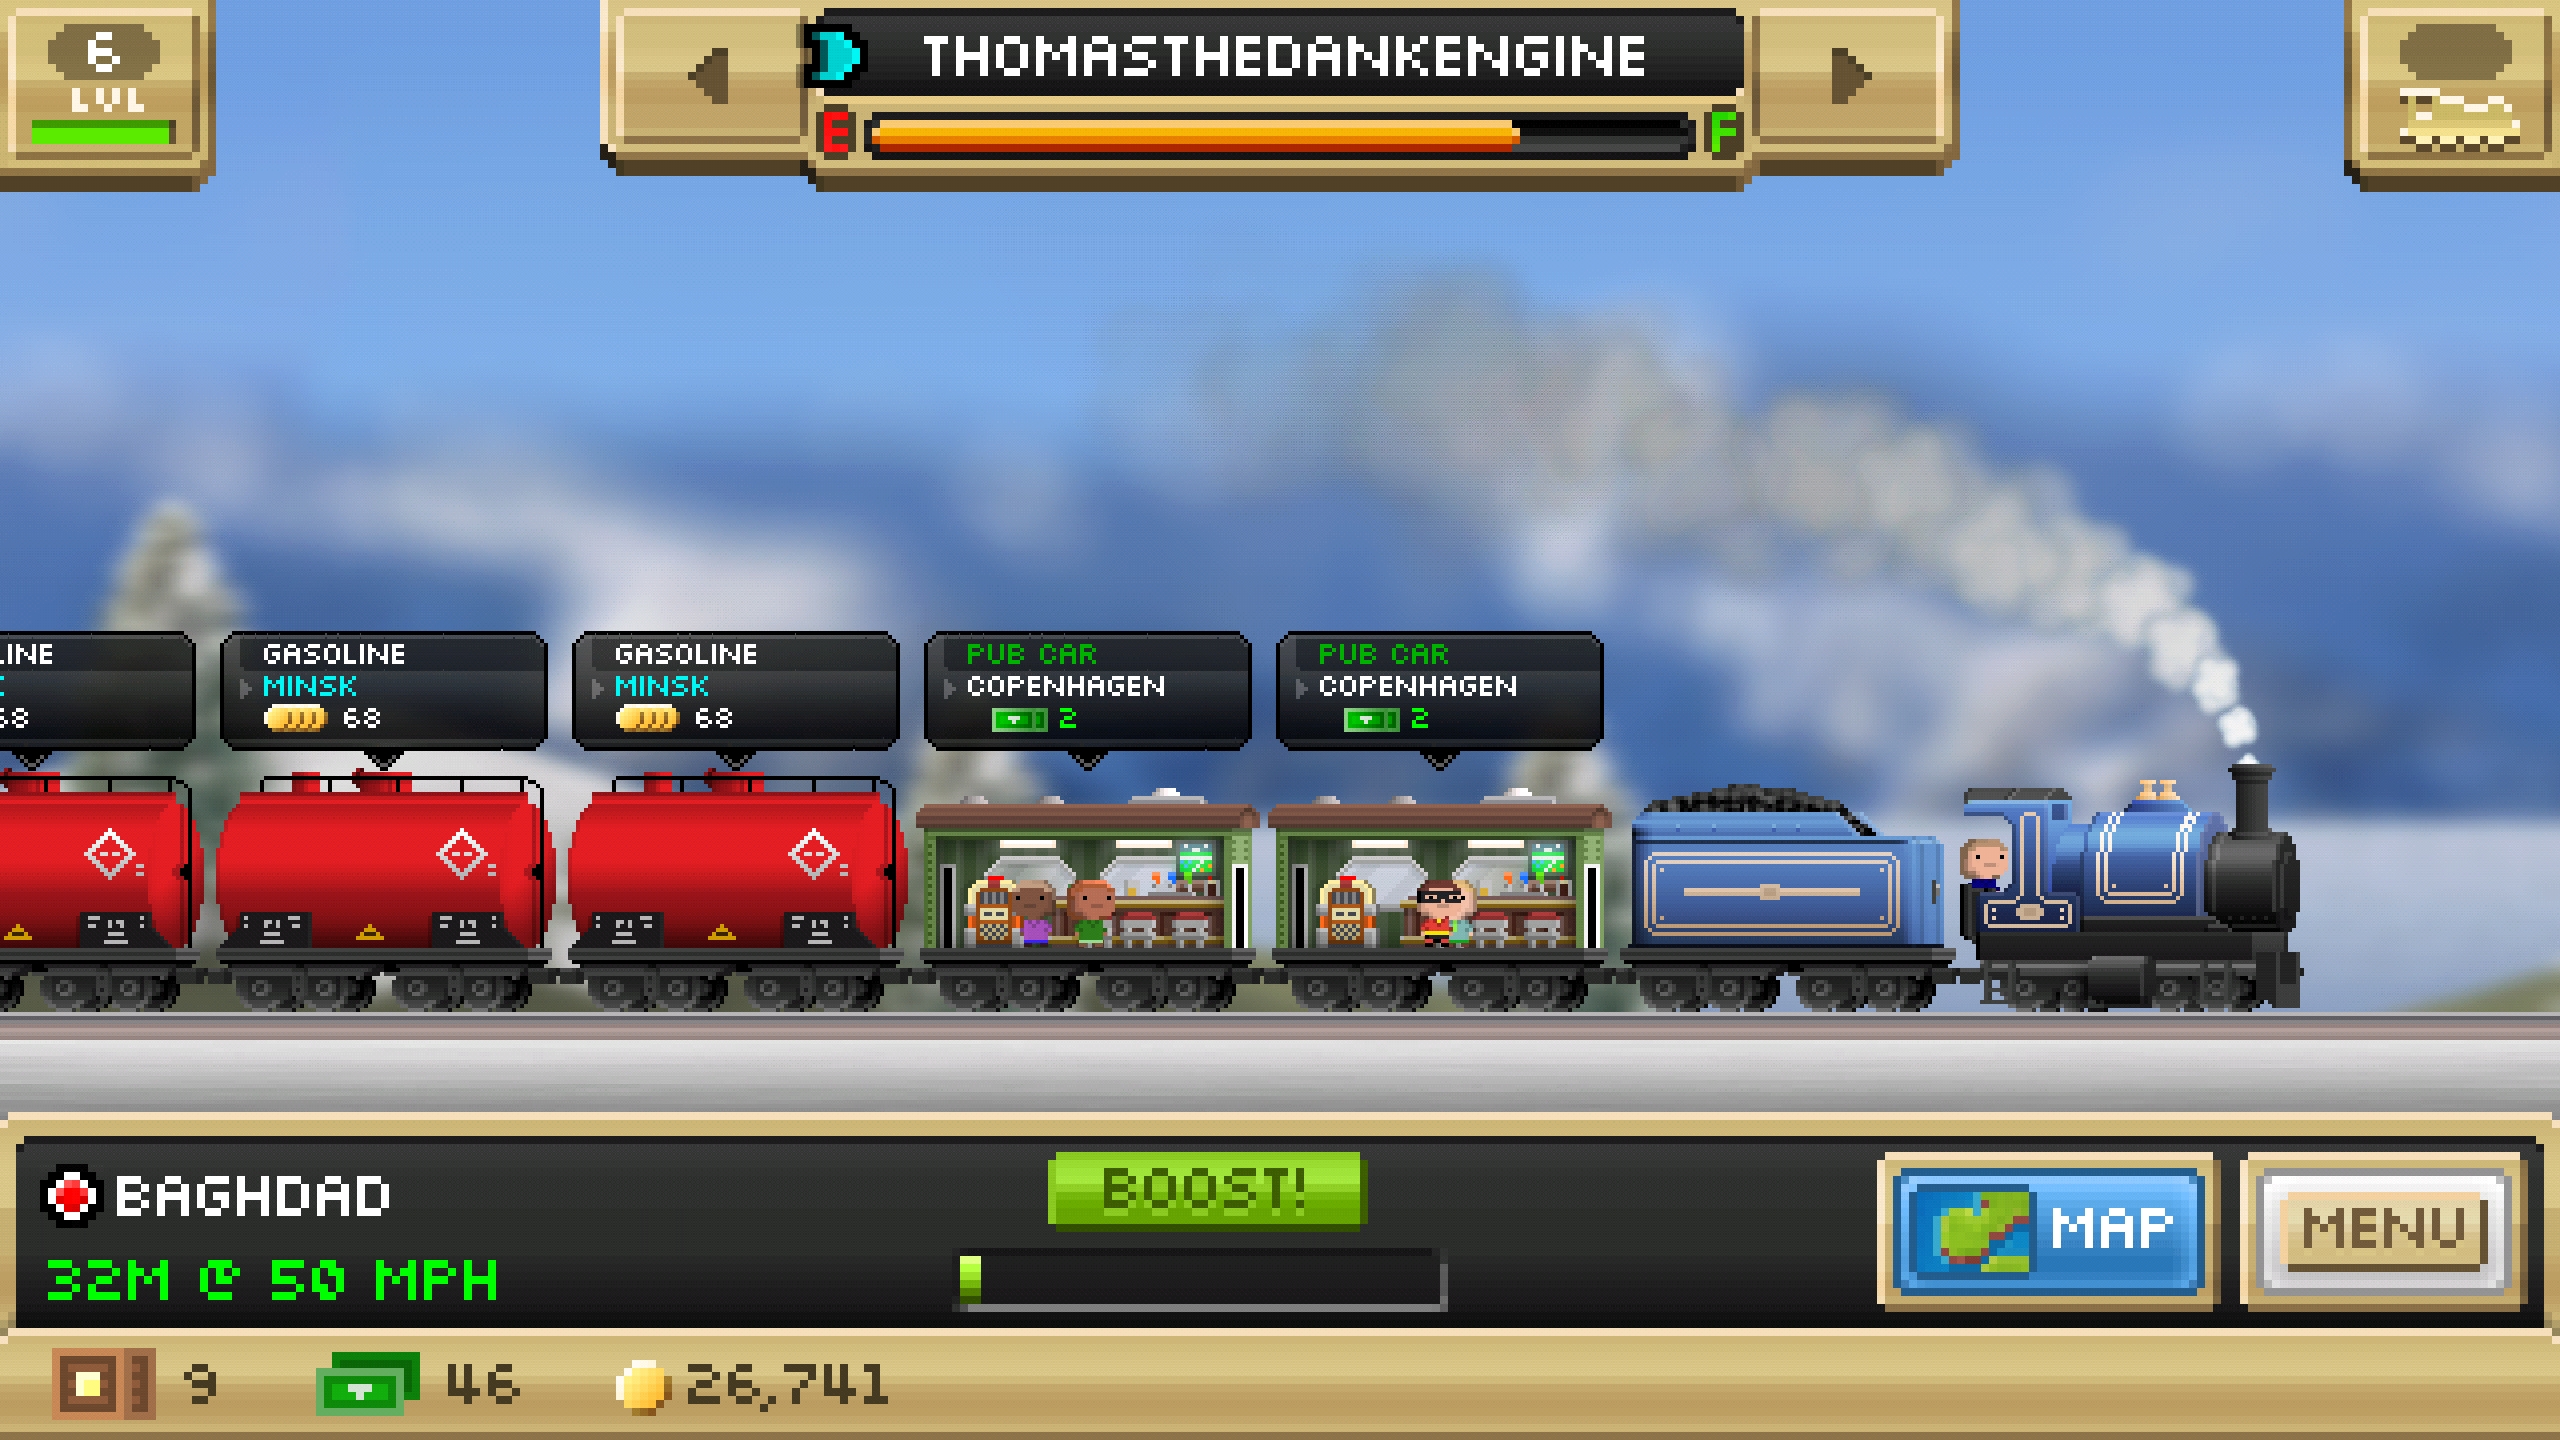 6
LVL
THOMASTHEDANKENGINE
E F
LINE
68
GASOLINE
MINSK
68
GASOLINE
MINSK
68
PUB CAR
COPENHAGEN
2
PUB CAR
COPENHAGEN
2
BAGHDAD
32M @ 50 MPH
BOOST!
MAP
MENU
9
46
26,741